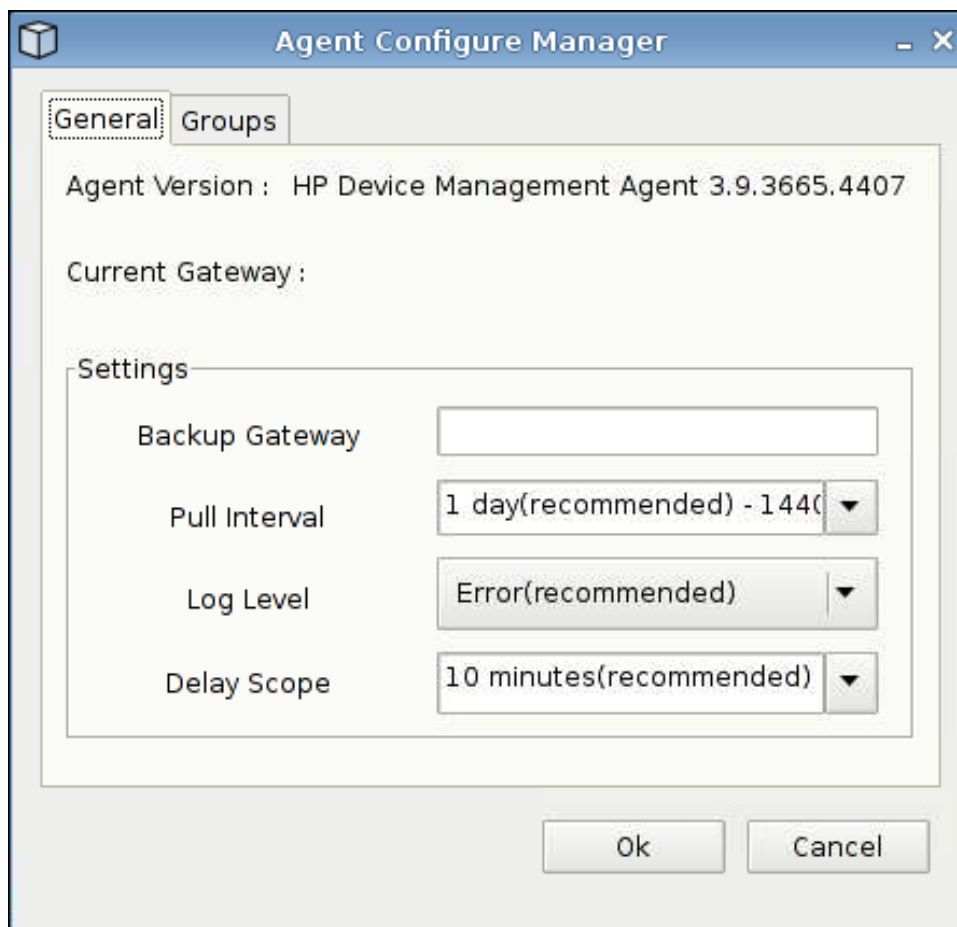 Agent Configure Manager
General Groups
Agent Version : HP Device Management Agent 3.9.3665.4407
Current Gateway :
Settings
Backup Gateway
Pull Interval 1 day(recommended) - 144
Log Level Error(recommended)
Delay Scope 10 minutes(recommended)
Ok Cancel